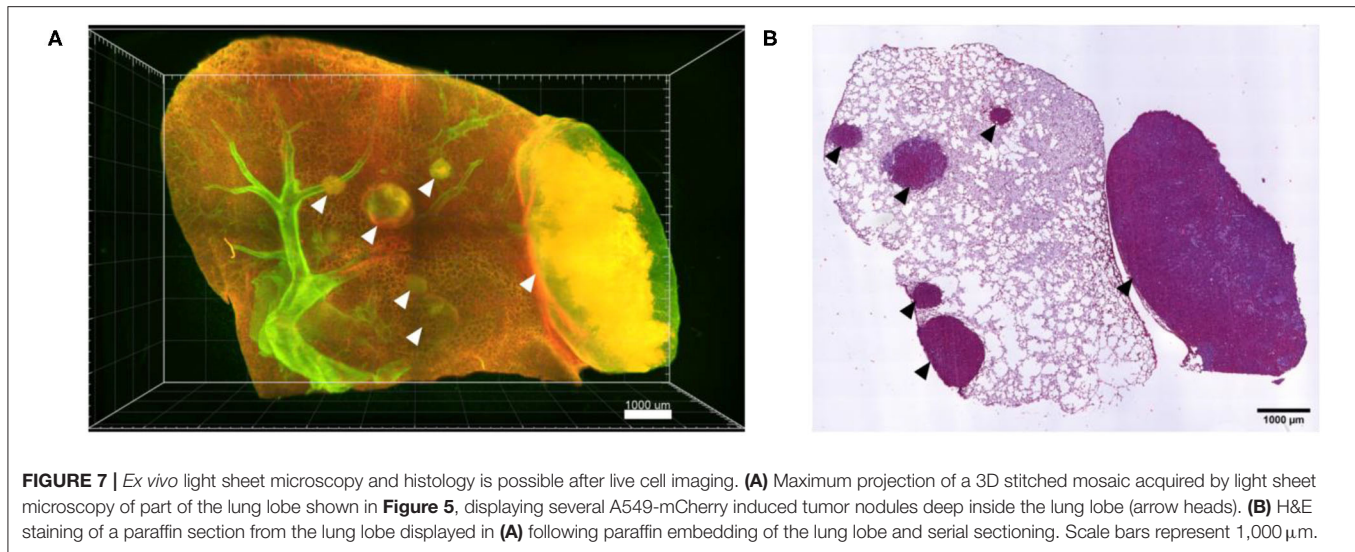 A
B
1000 um
1000 µm
FIGURE 7 | Ex vivo light sheet microscopy and histology is possible after live cell imaging. (A) Maximum projection of a 3D stitched mosaic acquired by light sheet
microscopy of part of the lung lobe shown in Figure 5, displaying several A549-mCherry induced tumor nodules deep inside the lung lobe (arrow heads). (B) H&E
staining of a paraffin section from the lung lobe displayed in (A) following paraffin embedding of the lung lobe and serial sectioning. Scale bars represent 1,000 µm.